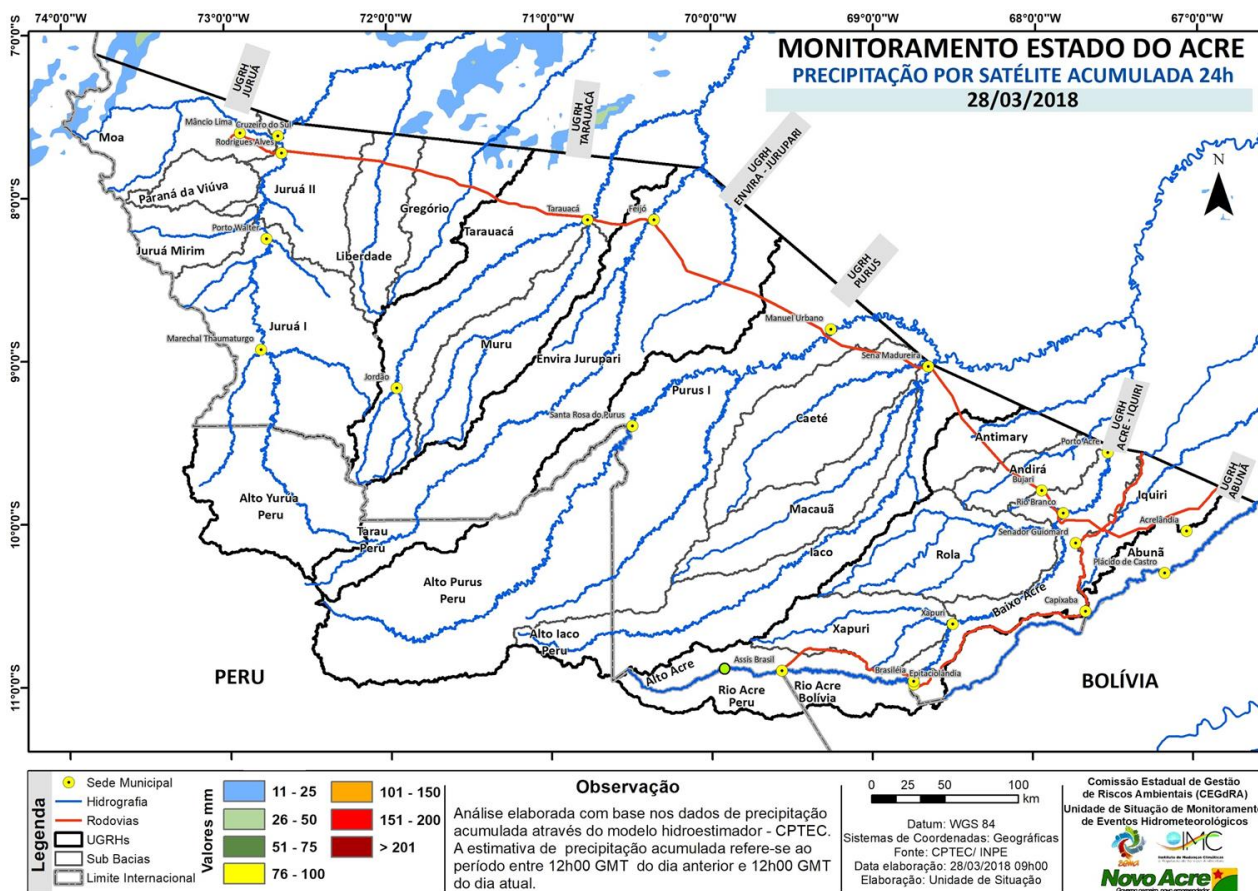 74°0'0"S 73°00'0"W 72°00'0"W 71°00'0"W 70°00'0"W 69°00'0"W 68°00'0"W 67°00'0"W
7°0'0"S
8°0'0"S
9°0'0"S
10°0'0"S
11°0'0"S
MONITORAMENTO ESTADO DO ACRE
PRECIPITAÇÃO POR SATÉLITE ACUMULADA 24h
28/03/2018
N
UGRH
JURUÁ
UGRH
TARAUACÁ
UGRH
ENVIRA - JURUPARI
UGRH
PURUS
UGRH
ACRE - IQUIRI
UGRH
ABUNÃ
Moa
Mâncio Lima
Cruzeiro do Sul
Rodrigues Alves
Paraná da Viúva
Juruá II
Porto Walter
Juruá Mirim
Liberdade
Gregório
Tarauacá
Tarauacá
Feijó
Juruá I
Marechal Thaumaturgo
Jordão
Muru
Envira Jurupari
Purus I
Santa Rosa do Purus
Manuel Urbano
Sena Madureira
Caeté
Antimary
Porto Acre
Andirá
Bujari
Rio Branco
Iquiri
Acrelândia
Senador Guiomard
Abunã
Plácido de Castro
Alto Yurúa
Peru
Tarau
Peru
Macauã
Iaco
Rola
Baixo Acre
Capixaba
Alto Purus
Peru
Xapuri
Xapuri
Alto Iaco
Peru
Alto Acre
Assis Brasil
Brasiléia
Epitaciolândia
Rio Acre
Peru
Rio Acre
Bolívia
PERU
BOLÍVIA
Legenda
Sede Municipal
Hidrografia
Rodovias
UGRHs
Sub Bacias
Limite Internacional
Valores mm
11 - 25
26 - 50
51 - 75
76 - 100
101 - 150
151 - 200
> 201
Observação
Análise elaborada com base nos dados de precipitação
acumulada através do modelo hidroestimador - CPTEC.
A estimativa de precipitação acumulada refere-se ao
período entre 12h00 GMT do dia anterior e 12h00 GMT
do dia atual.
0 25 50 100
km
Datum: WGS 84
Sistemas de Coordenadas: Geográficas
Fonte: CPTEC/ INPE
Data elaboração: 28/03/2018 09h00
Elaboração: Unidade de Situação
Comissão Estadual de Gestão
de Riscos Ambientais (CEGdRA)
Unidade de Situação de Monitoramento
de Eventos Hidrometeorológicos
IMC
Novo Acre